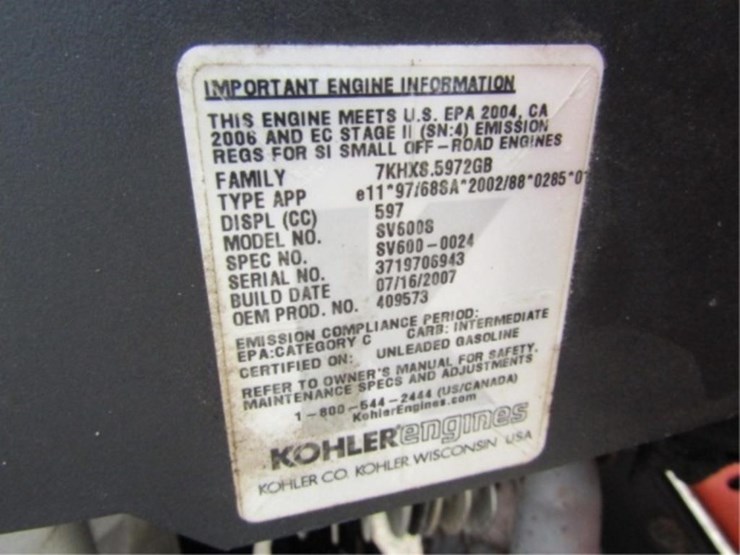 IMPORTANT ENGINE INFORMATION
THIS ENGINE MEETS U.S. EPA 2004, CA
2006 AND EC STAGE II (SN:4) EMISSION
REGS FOR SI SMALL OFF-ROAD ENGINES
FAMILY 7KHXS.5972GB
TYPE APP e11*97/68SA*2002/88*0285*0
DISPL (CC) 597
MODEL NO. SV600S
SPEC NO. SV600-0024
SERIAL NO. 3719706943
BUILD DATE 07/16/2007
OEM PROD. NO. 409573
EMISSION COMPLIANCE PERIOD:
EPA:CATEGORY C CARB: INTERMEDIATE
CERTIFIED ON: UNLEADED GASOLINE
REFER TO OWNER'S MANUAL FOR SAFETY,
MAINTENANCE SPECS AND ADJUSTMENTS
1-800-544-2444 (US/CANADA)
KohlerEngines.com
KOHLER engines
KOHLER CO. KOHLER WISCONSIN USA